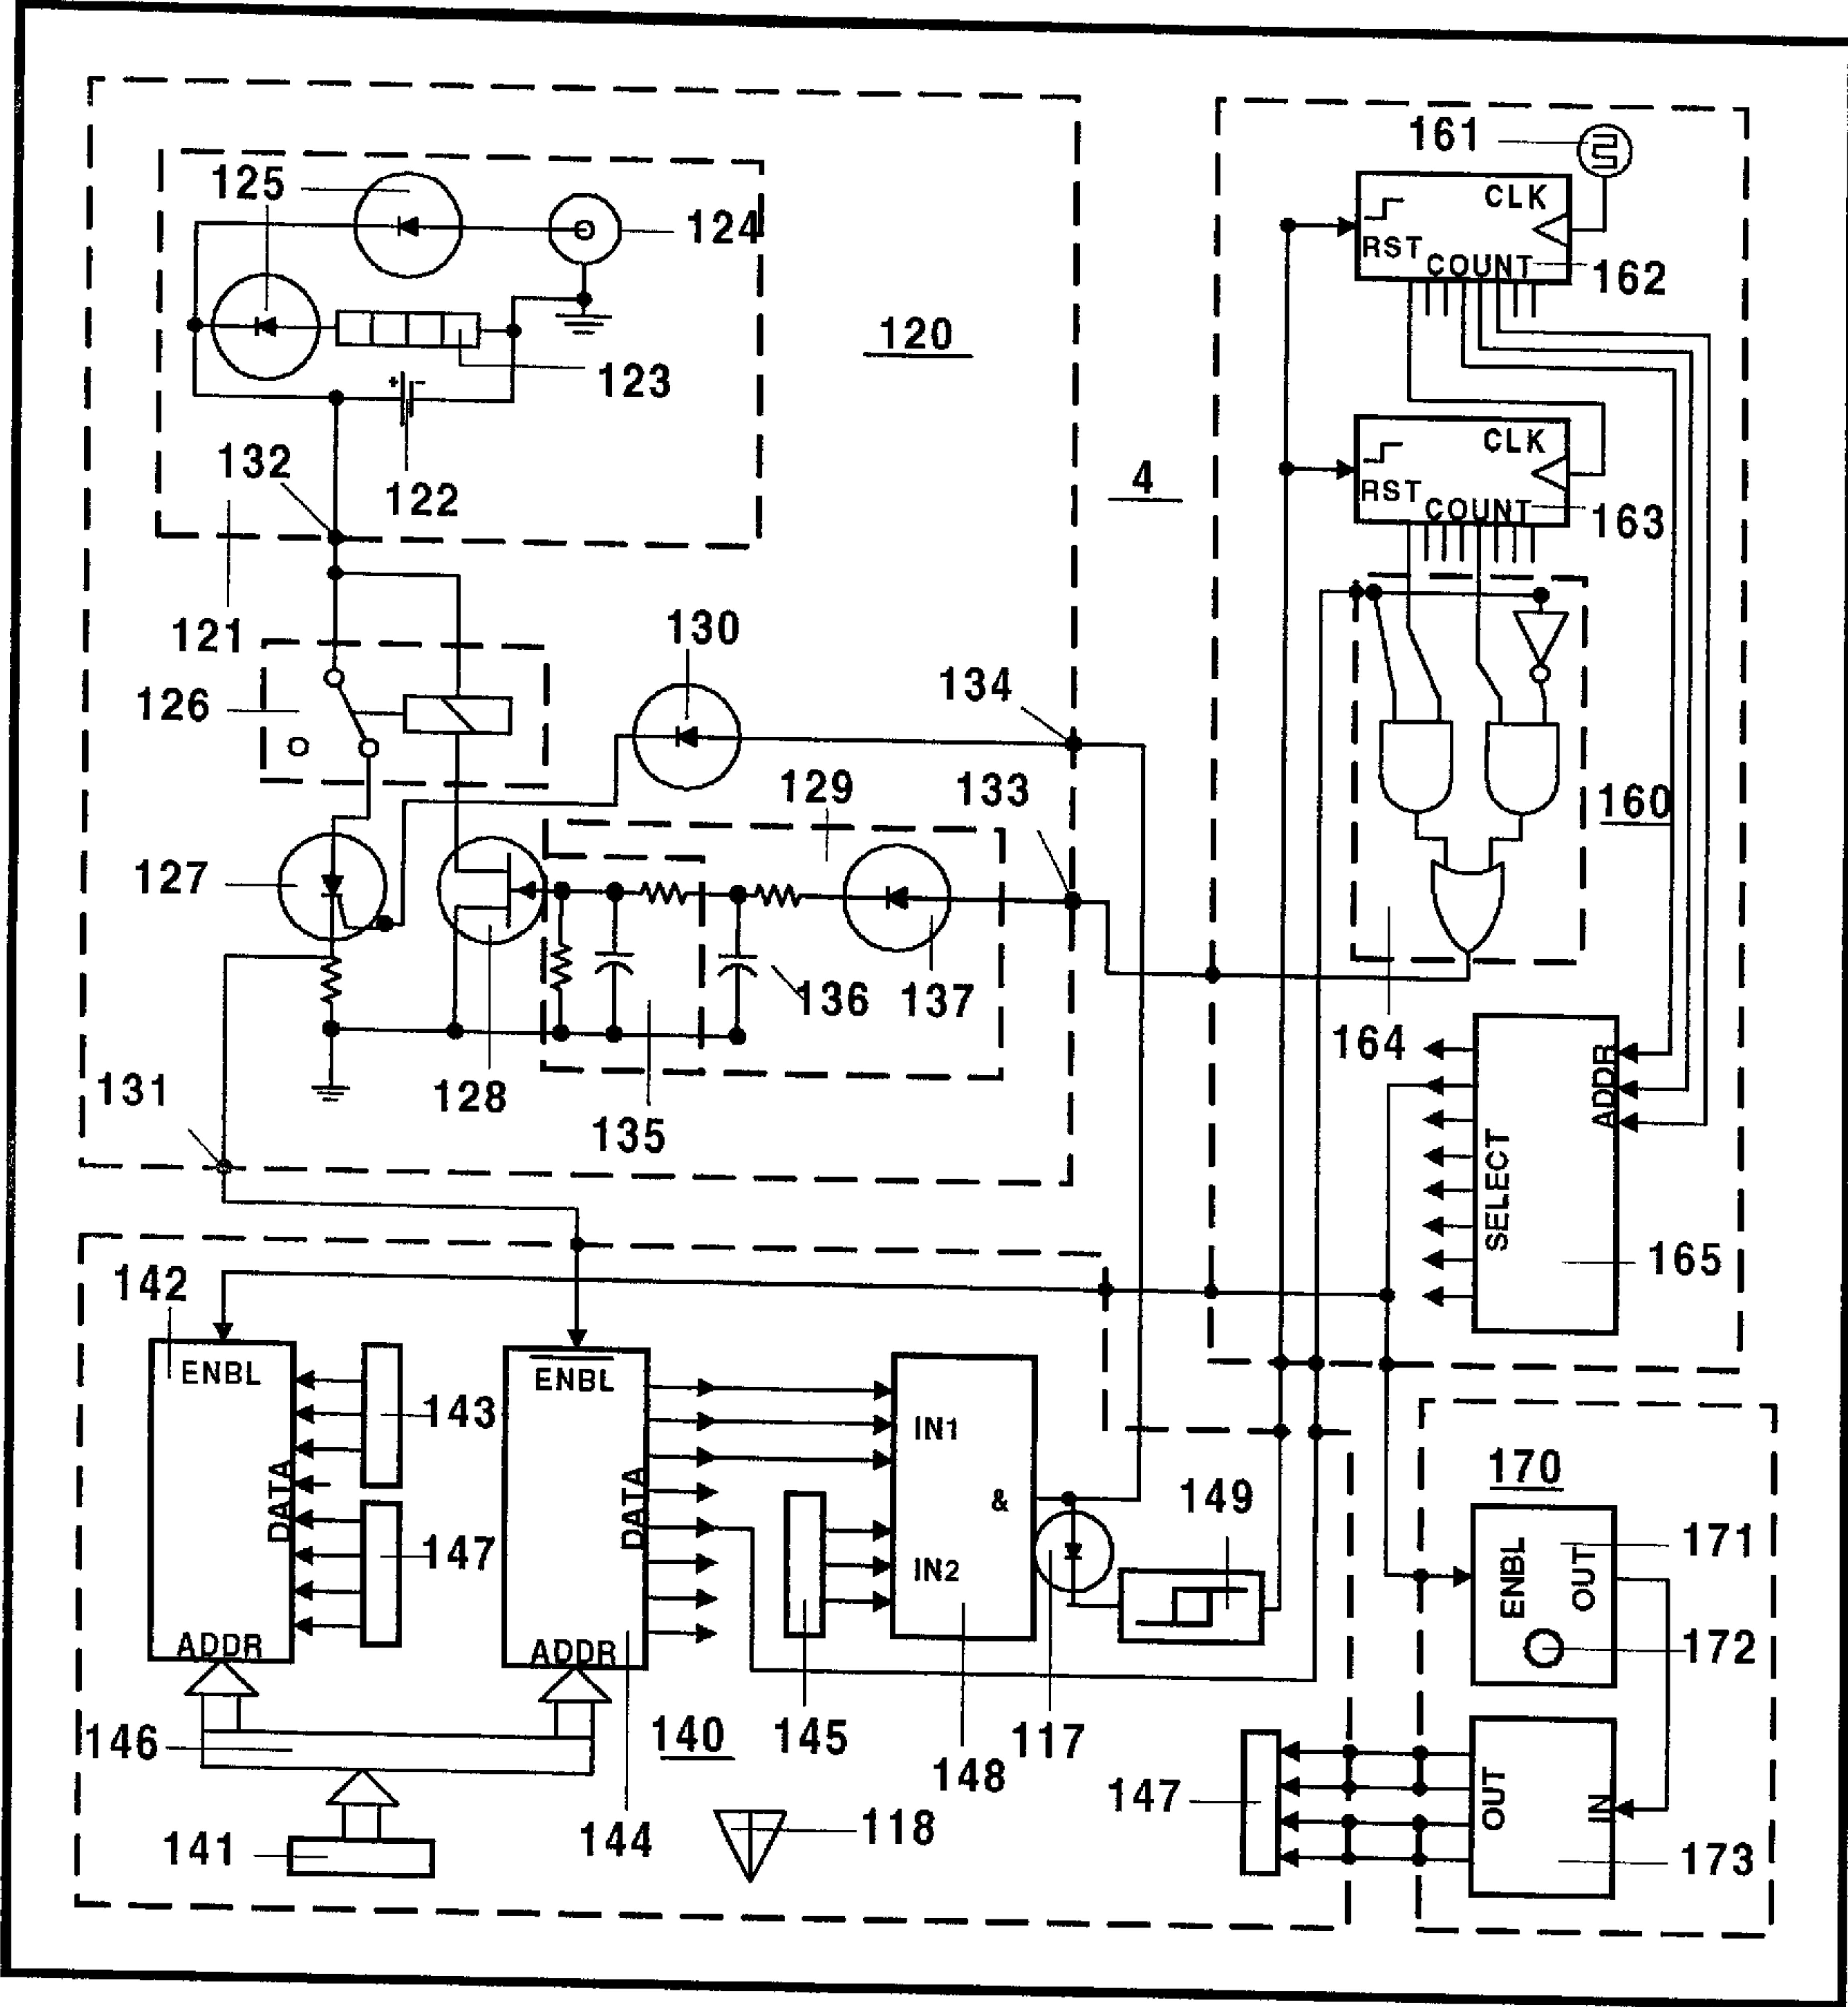 161
CLK
RST
COUNT
162
125
124
120
123
+ -
132
122
4
CLK
RST
COUNT
163
121
130
126
134
129
133
160
127
136
137
164
131
128
135
ADDR
SELECT
165
142
ENBL
ENBL
143
IN1
DATA
DATA
&
149
170
147
IN2
ENBL
OUT
171
172
ADDR
ADDR
146
140
145
117
148
147
OUT
IN
141
144
118
173